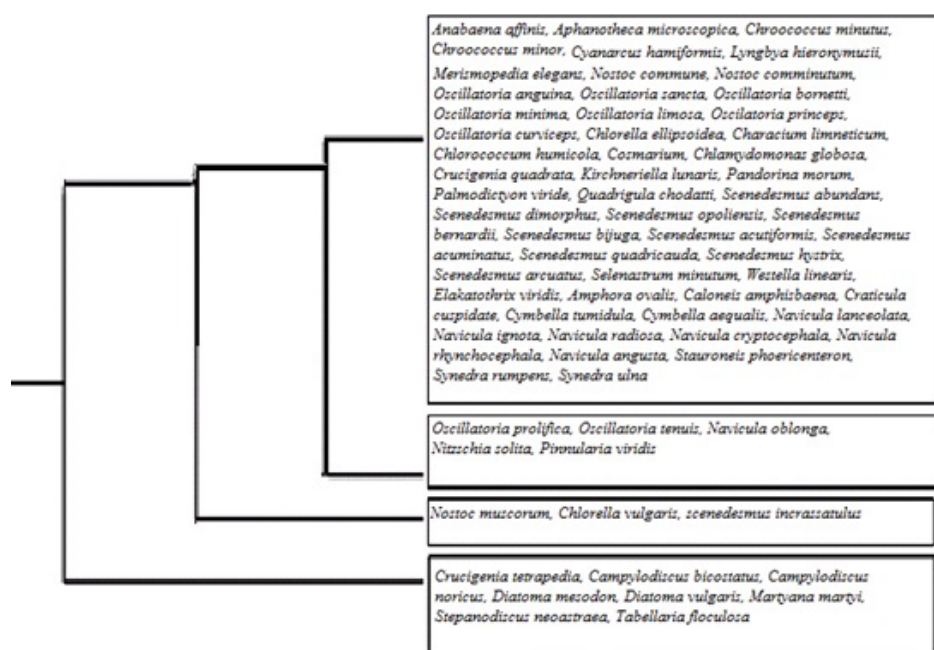 Anabaena affinis, Aphanotheca microscopica, Chroococcus minutus,
Chroococcus minor, Cyanarcus hamiformis, Lyngbya hieronymusii,
Merismopedia elegans, Nostoc commune, Nostoc comminutum,
Oscillatoria anguina, Oscillatoria sancta, Oscillatoria bornetti,
Oscillatoria minima, Oscillatoria limosa, Oscilatoria princeps,
Oscillatoria curviceps, Chlorella ellipsoidea, Characium limneticum,
Chlorococcum humicola, Cosmarium, Chlamydomonas globosa,
Crucigenia quadrata, Kirchneriella lunaris, Pandorina morum,
Palmodictyon viride, Quadrigula chodatti, Scenedesmus abundans,
Scenedesmus dimorphus, Scenedesmus opoliensis, Scenedesmus
bernardii, Scenedesmus bijuga, Scenedesmus acutiformis, Scenedesmus
acuminatus, Scenedesmus quadricauda, Scenedesmus hystrix,
Scenedesmus arcuatus, Selenastrum minutum, Westella linearis,
Elakatothrix viridis, Amphora ovalis, Caloneis amphisbaena, Craticula
cuspidate, Cymbella tumidula, Cymbella aequalis, Navicula lanceolata,
Navicula ignota, Navicula radiosa, Navicula cryptocephala, Navicula
rhynchocephala, Navicula angusta, Stauroneis phoericenteron,
Synedra rumpens, Synedra ulna
Oscillatoria prolifica, Oscillatoria tenuis, Navicula oblonga,
Nitzschia solita, Pinnularia viridis
Nostoc muscorum, Chlorella vulgaris, scenedesmus incrassatulus
Crucigenia tetrapedia, Campylodiscus bicostatus, Campylodiscus
noricus, Diatoma mesodon, Diatoma vulgaris, Martyana martyi,
Stepanodiscus neoastraea, Tabellaria floculosa